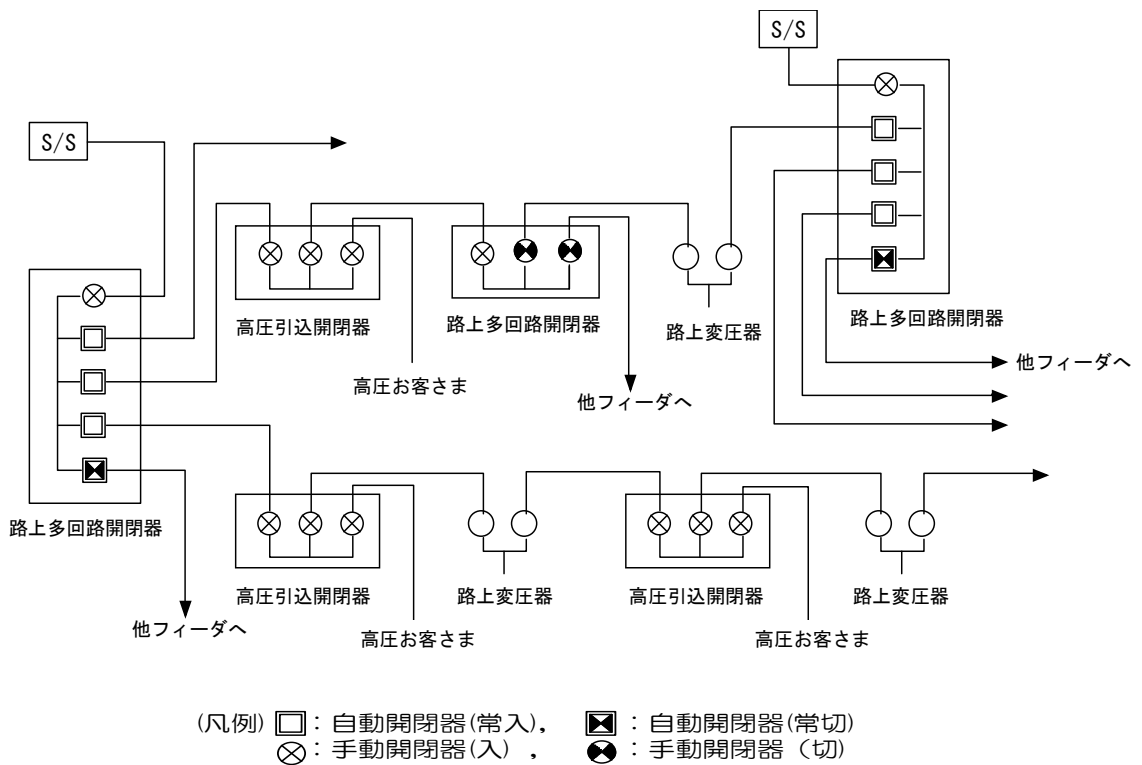 S/S
S/S
高圧引込開閉器
路上多回路開閉器
路上変圧器
路上多回路開閉器
高圧お客さま
他フィーダへ
他フィーダへ
路上多回路開閉器
高圧引込開閉器
路上変圧器
高圧引込開閉器
路上変圧器
他フィーダへ
高圧お客さま
高圧お客さま
(凡例) : 自動開閉器(常入), : 自動開閉器(常切)
: 手動開閉器(入) , : 手動開閉器 (切)